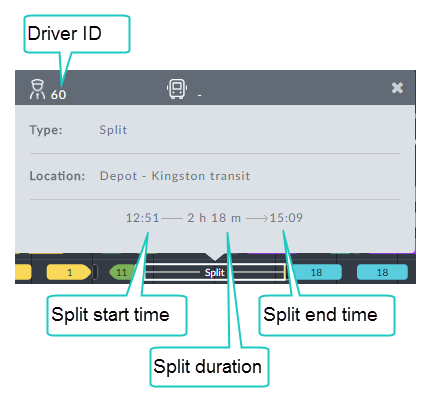 Driver ID
60 -
Type: Split
Location: Depot - Kingston transit
12:51 2 h 18 m 15:09
1 11 Split 18 18
Split start time Split end time
Split duration